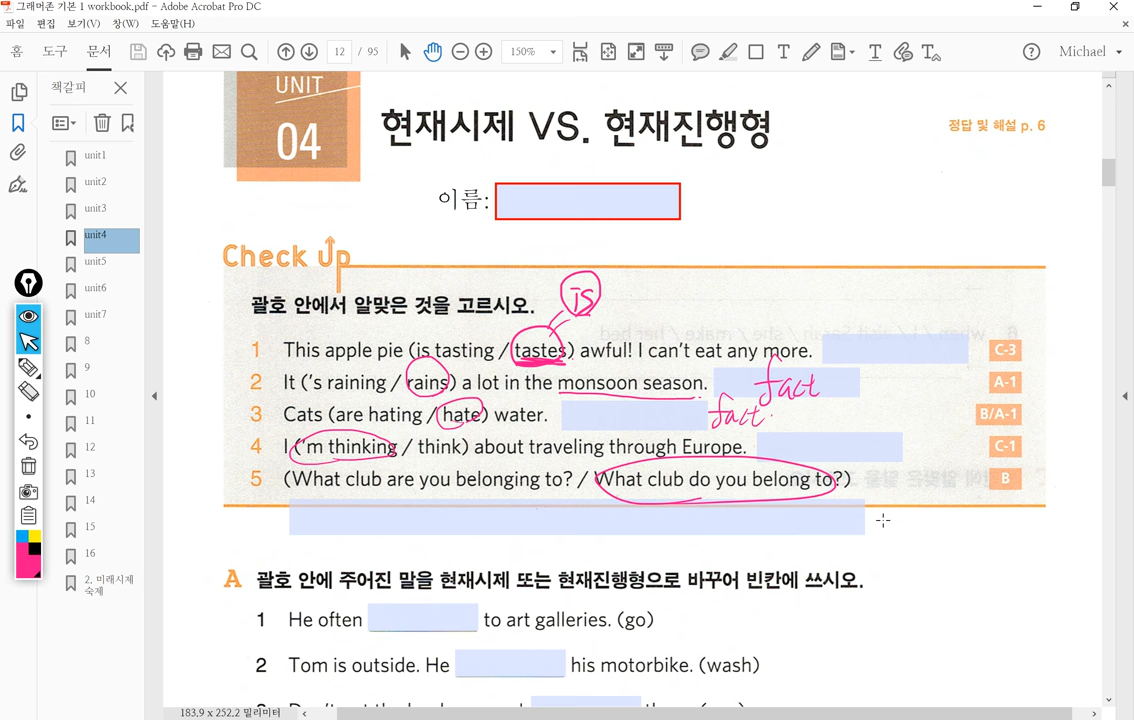 그래머존 기본 1 workbook.pdf - Adobe Acrobat Pro DC
파일 편집 보기(V) 창(W) 도움말(H)
홈 도구 문서 12 / 95 150% Michael
책갈피
unit1
unit2
unit3
unit4
unit5
unit6
unit7
8
9
10
11
12
13
14
15
16
2. 미래시제
숙제
UNIT
04
현재시제 VS. 현재진행형
정답 및 해설 p. 6
이름:
Check Up
is
괄호 안에서 알맞은 것을 고르시오.
1 This apple pie (is tasting / tastes) awful! I can't eat any more. C-3
2 It ('s raining / rains) a lot in the monsoon season. fact A-1
3 Cats (are hating / hate) water. fact. B/A-1
4 I ('m thinking / think) about traveling through Europe. C-1
5 (What club are you belonging to? / What club do you belong to?) B
A 괄호 안에 주어진 말을 현재시제 또는 현재진행형으로 바꾸어 빈칸에 쓰시오.
1 He often to art galleries. (go)
2 Tom is outside. He his motorbike. (wash)
183.9 x 252.2 밀리미터